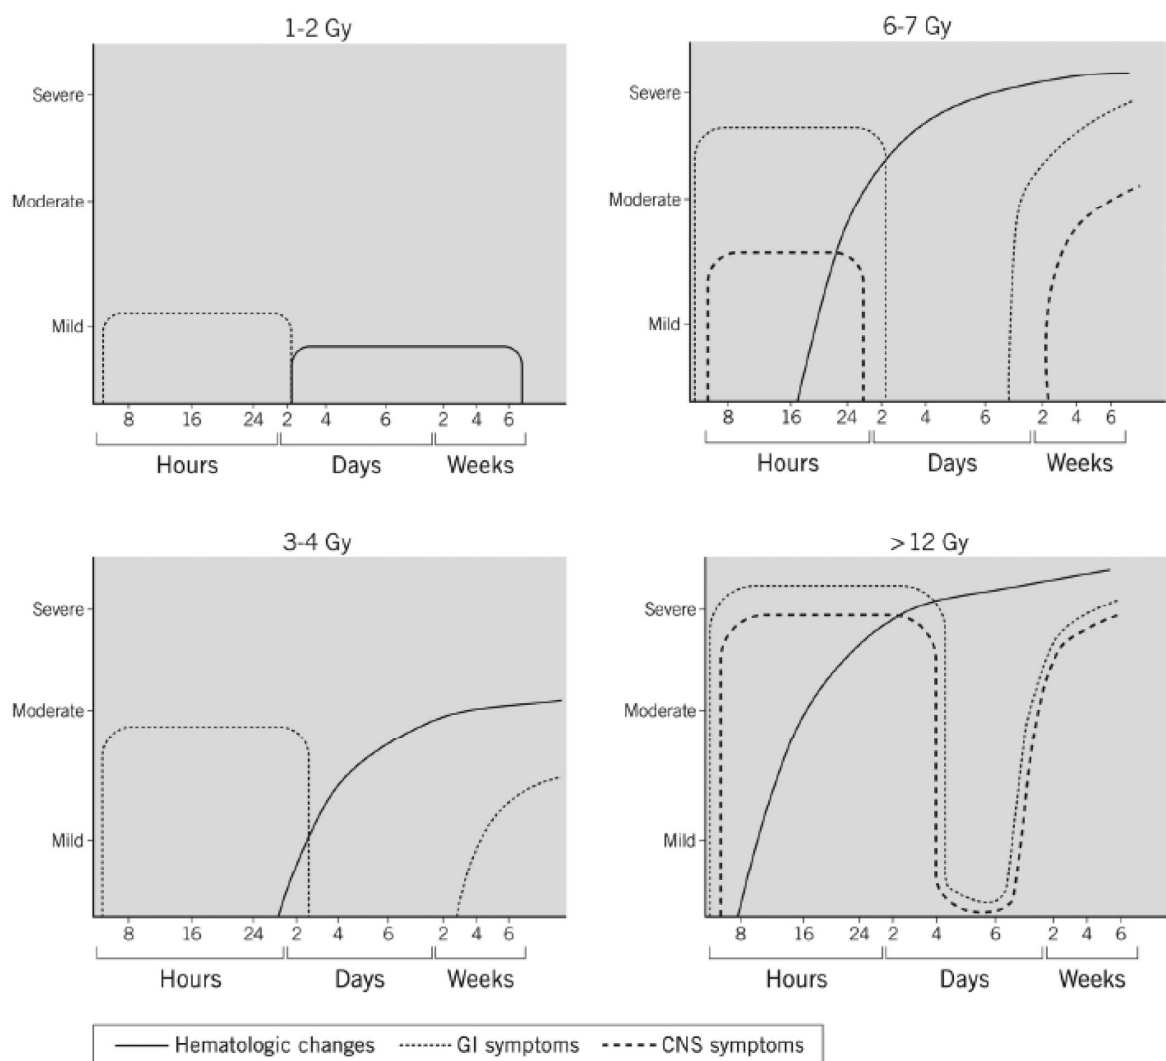 1-2 Gy
Severe
Moderate
Mild
8 16 24 2 4 6 2 4 6
Hours Days Weeks
6-7 Gy
Severe
Moderate
Mild
8 16 24 2 4 6 2 4 6
Hours Days Weeks
3-4 Gy
Severe
Moderate
Mild
8 16 24 2 4 6 2 4 6
Hours Days Weeks
>12 Gy
Severe
Moderate
Mild
8 16 24 2 4 6 2 4 6
Hours Days Weeks
Hematologic changes GI symptoms CNS symptoms